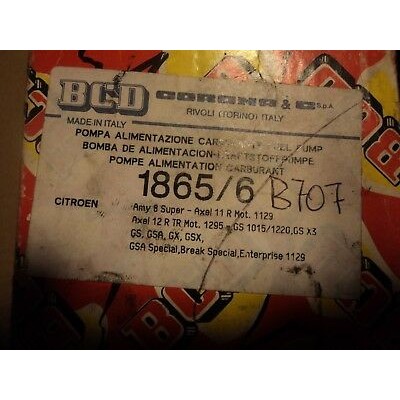 BCD CORONA & C S.p.A.
RIVOLI (TORINO) ITALY
MADE IN ITALY
POMPA ALIMENTAZIONE PUMP
BOMBA DE ALIMENTACION-KRAFTSTOFFPUMPE
POMPE ALIMENTATION CARBURANT
1865/6 B707
CITROEN
Amy 8 Super - Axel 11 R Mot. 1129
Axel 12 R TR Mot. 1295 - GS 1015/1220, GS X3
GS, GSA, GX, GSX,
GSA Special, Break Special, Enterprise 1129